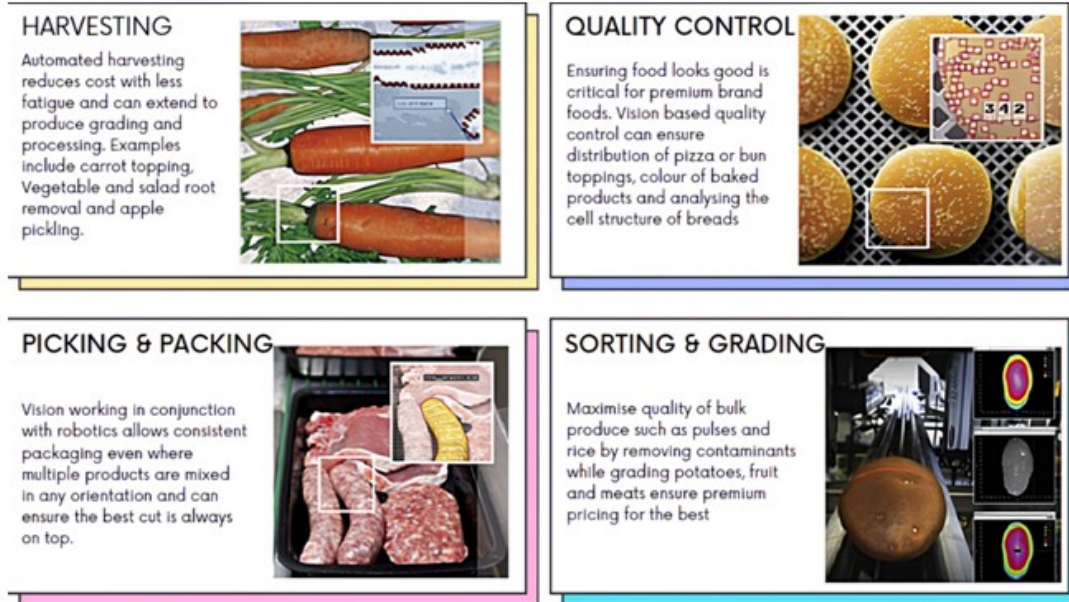 HARVESTING
Automated harvesting
reduces cost with less
fatigue and can extend to
produce grading and
processing. Examples
include carrot topping,
Vegetable and salad root
removal and apple
pickling.
QUALITY CONTROL
Ensuring food looks good is
critical for premium brand
foods. Vision based quality
control can ensure
distribution of pizza or bun
toppings, colour of baked
products and analysing the
cell structure of breads
342
PICKING & PACKING
Vision working in conjunction
with robotics allows consistent
packaging even where
multiple products are mixed
in any orientation and can
ensure the best cut is always
on top.
SORTING & GRADING
Maximise quality of bulk
produce such as pulses and
rice by removing contaminants
while grading potatoes, fruit
and meats ensure premium
pricing for the best